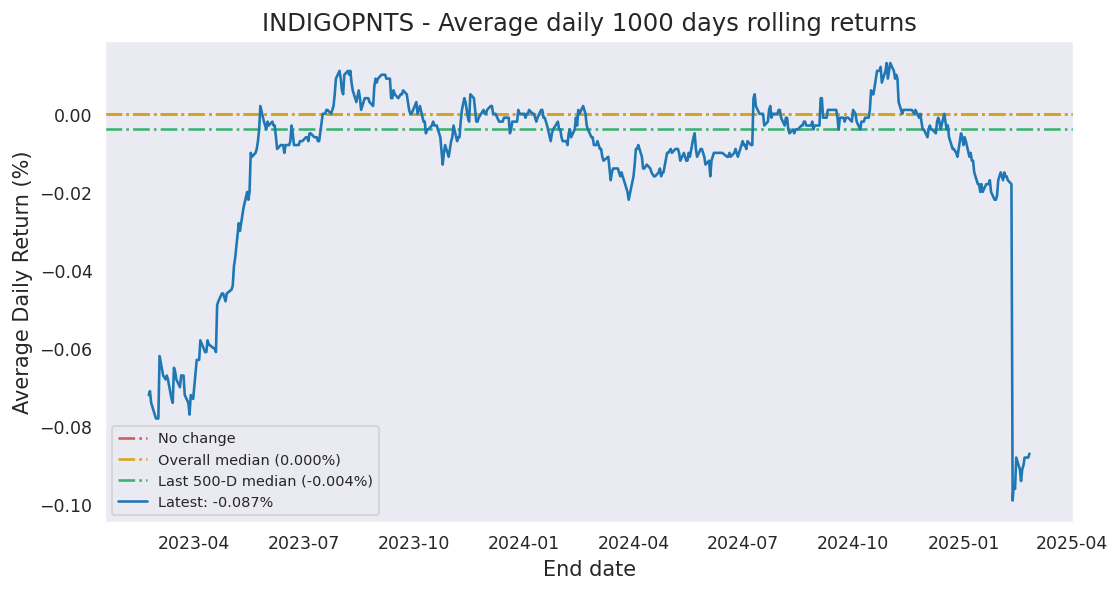 INDIGOPNTS - Average daily 1000 days rolling returns
Average Daily Return (%)
0.00
−0.02
−0.04
−0.06
−0.08
−0.10
No change
Overall median (0.000%)
Last 500-D median (-0.004%)
Latest: -0.087%
2023-04 2023-07 2023-10 2024-01 2024-04 2024-07 2024-10 2025-01 2025-04
End date